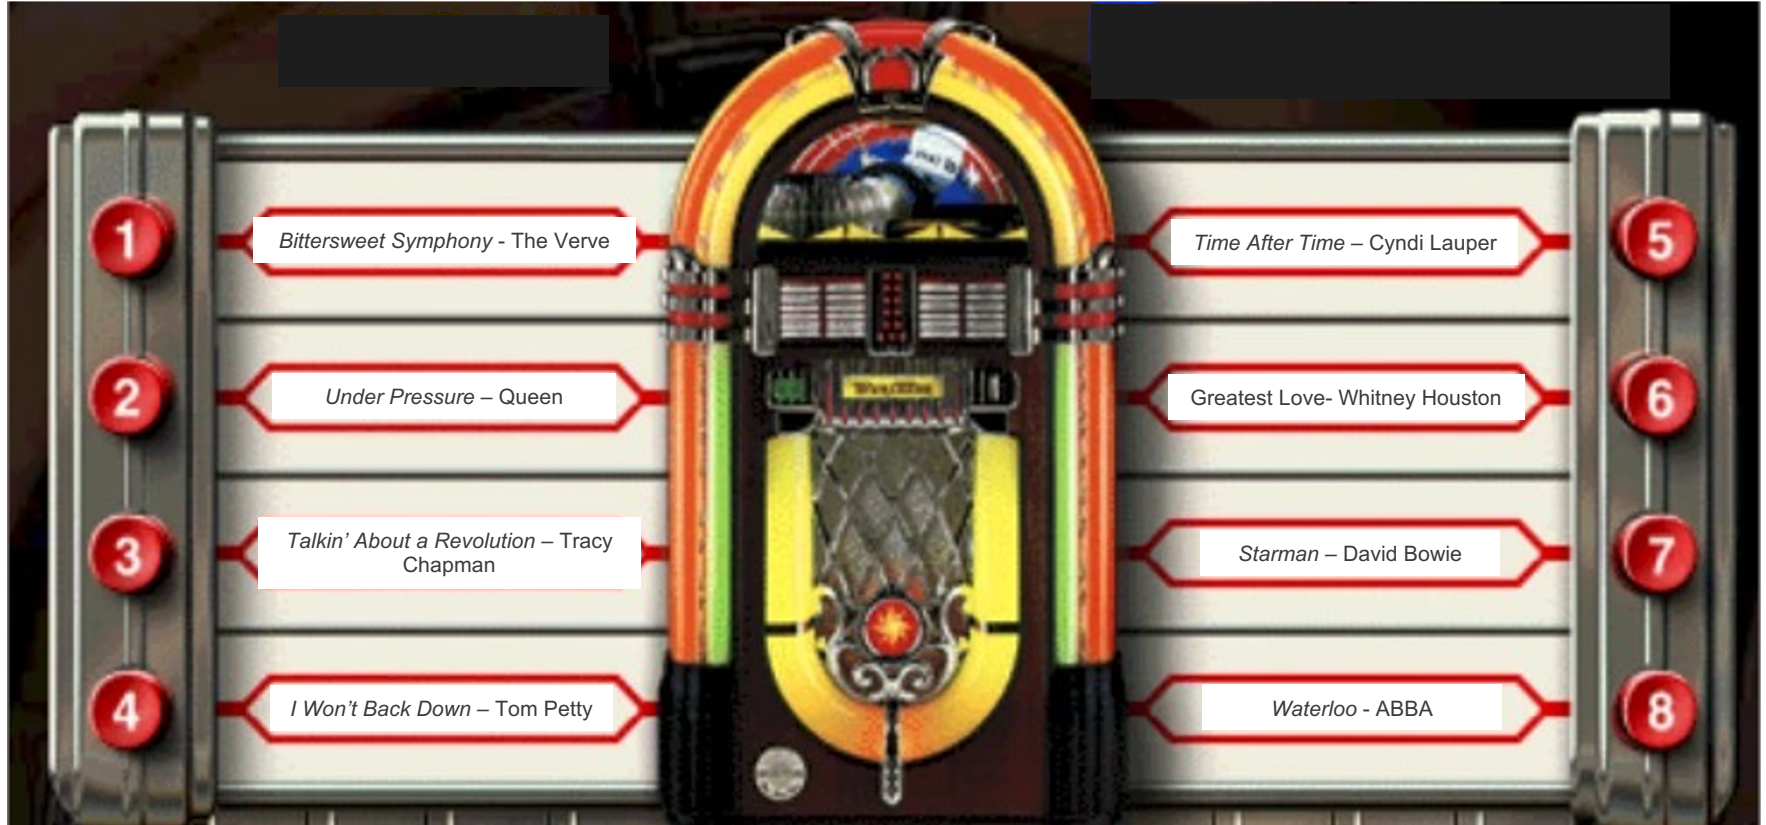 1
Bittersweet Symphony - The Verve
2
Under Pressure – Queen
3
Talkin’ About a Revolution – Tracy
Chapman
4
I Won’t Back Down – Tom Petty
Time After Time – Cyndi Lauper
5
Greatest Love- Whitney Houston
6
Starman – David Bowie
7
Waterloo - ABBA
8